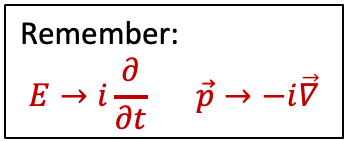 Remember:
E → i ∂/∂t    p⃗ → −i∇⃗